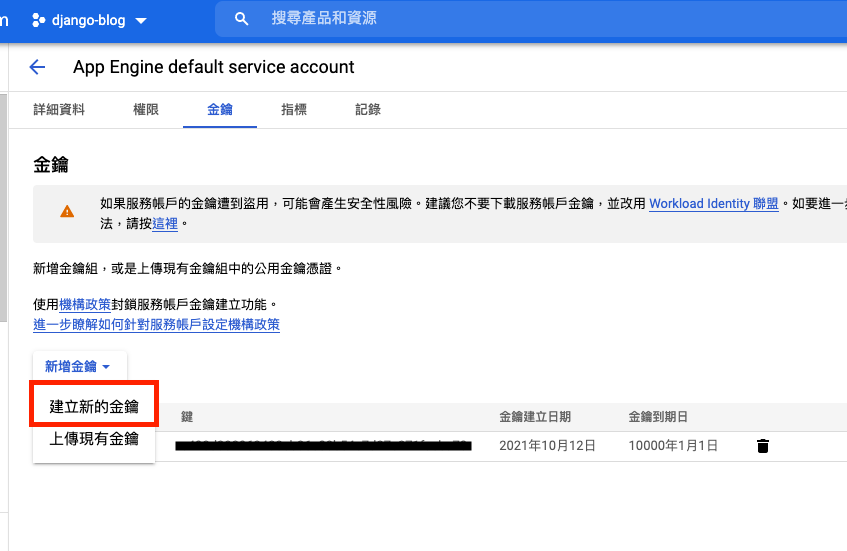 m django-blog 搜尋產品和資源
App Engine default service account
詳細資料 權限 金鑰 指標 記錄
金鑰
如果服務帳戶的金鑰遭到盜用，可能會產生安全性風險。建議您不要下載服務帳戶金鑰，並改用 Workload Identity 聯盟。如要進一步
法，請按這裡。
新增金鑰組，或是上傳現有金鑰組中的公用金鑰憑證。
使用機構政策封鎖服務帳戶金鑰建立功能。
進一步瞭解如何針對服務帳戶設定機構政策
新增金鑰
建立新的金鑰
鍵 金鑰建立日期 金鑰到期日
上傳現有金鑰
2021年10月12日 10000年1月1日